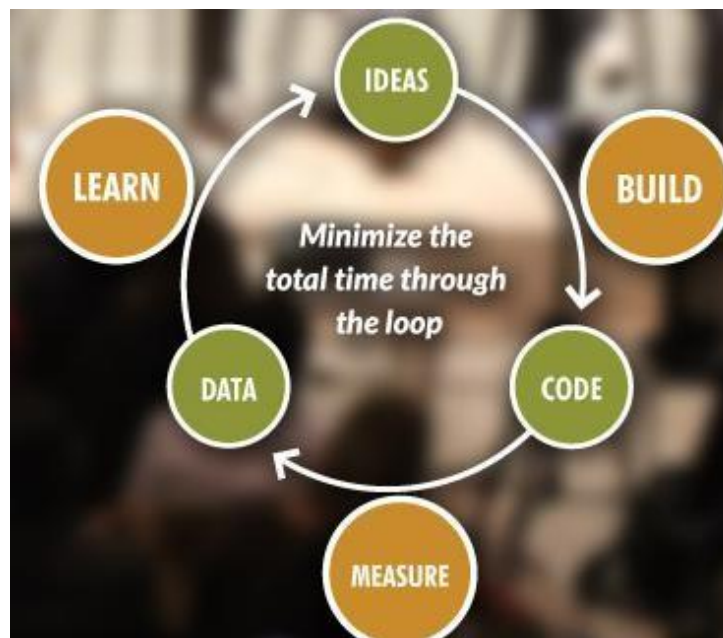 IDEAS
LEARN
BUILD
Minimize the
total time through
the loop
DATA
CODE
MEASURE